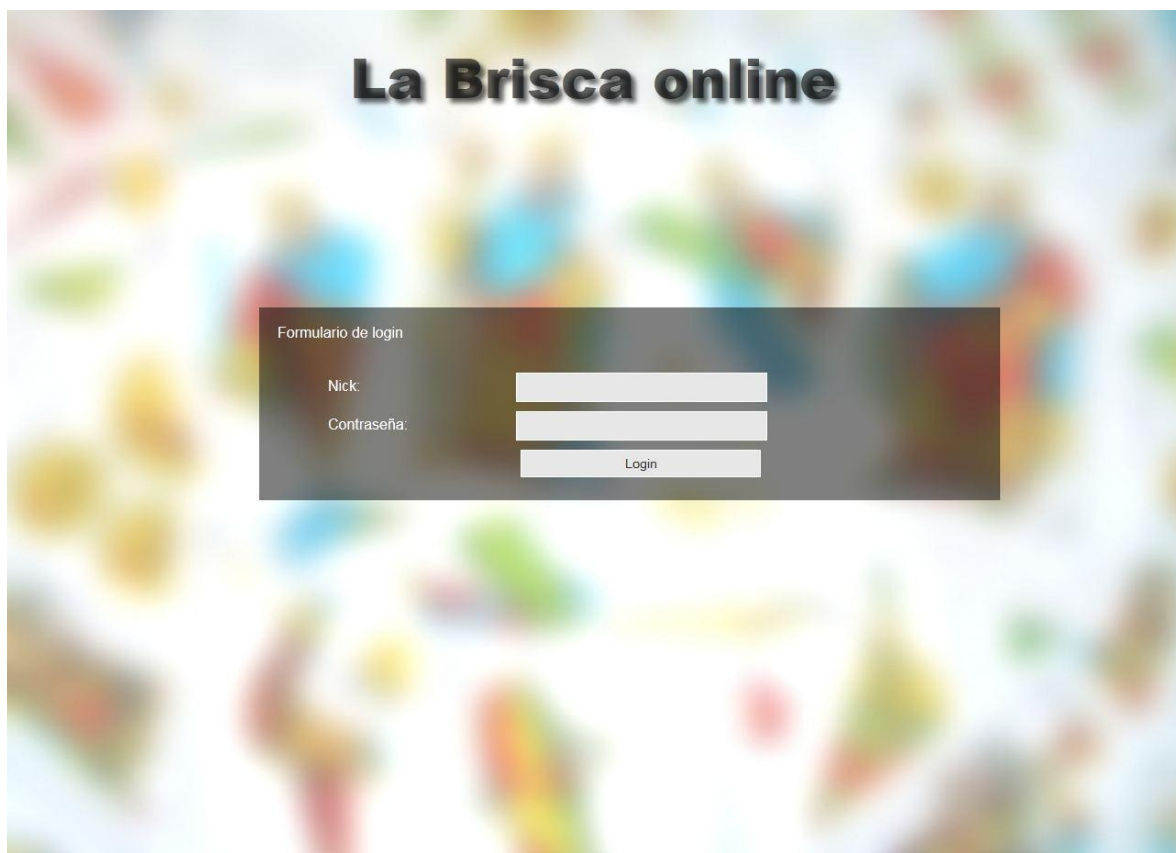 La Brisca online
Formulario de login
Nick:
Contraseña:
Login